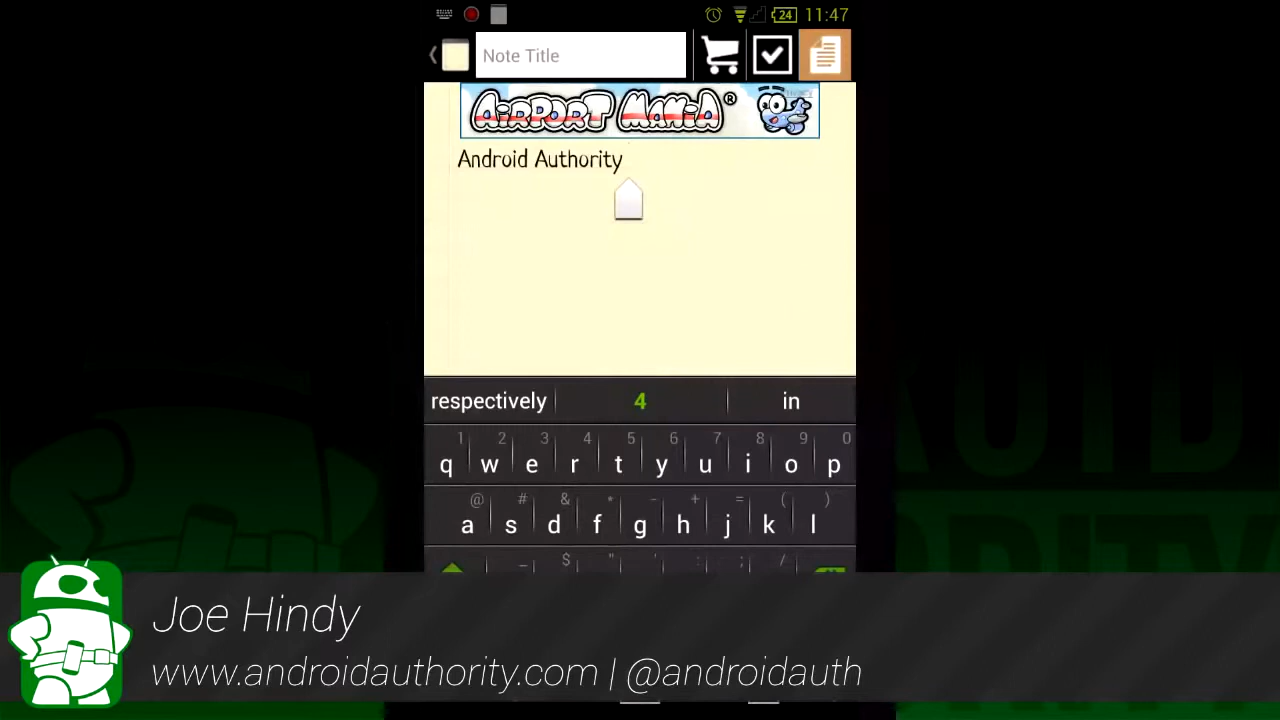 24 11:47
Note Title
AIRPORT MANIA®
Android Authority
respectively 4 in
1 2 3 4 5 6 7 8 9 0
q w e r t y u i o p
@ # & * - + = ( )
a s d f g h j k l
_ $ " ' : ; /
Joe Hindy
www.androidauthority.com | @androidauth